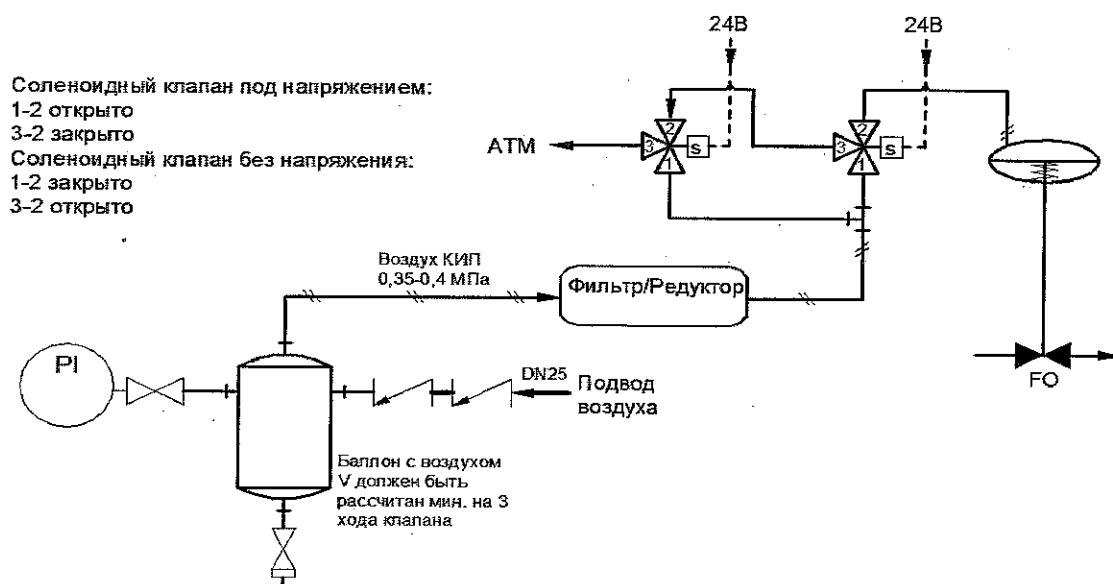 24В
24В
Соленоидный клапан под напряжением:
1-2 открыто
3-2 закрыто
Соленоидный клапан без напряжения:
1-2 закрыто
3-2 открыто
АТМ
2
3
S
1
2
3
S
1
Воздух КИП
0,35-0,4 МПа
Фильтр/Редуктор
PI
DN25
Подвод
воздуха
FO
Баллон с воздухом
V должен быть
рассчитан мин. на 3
хода клапана